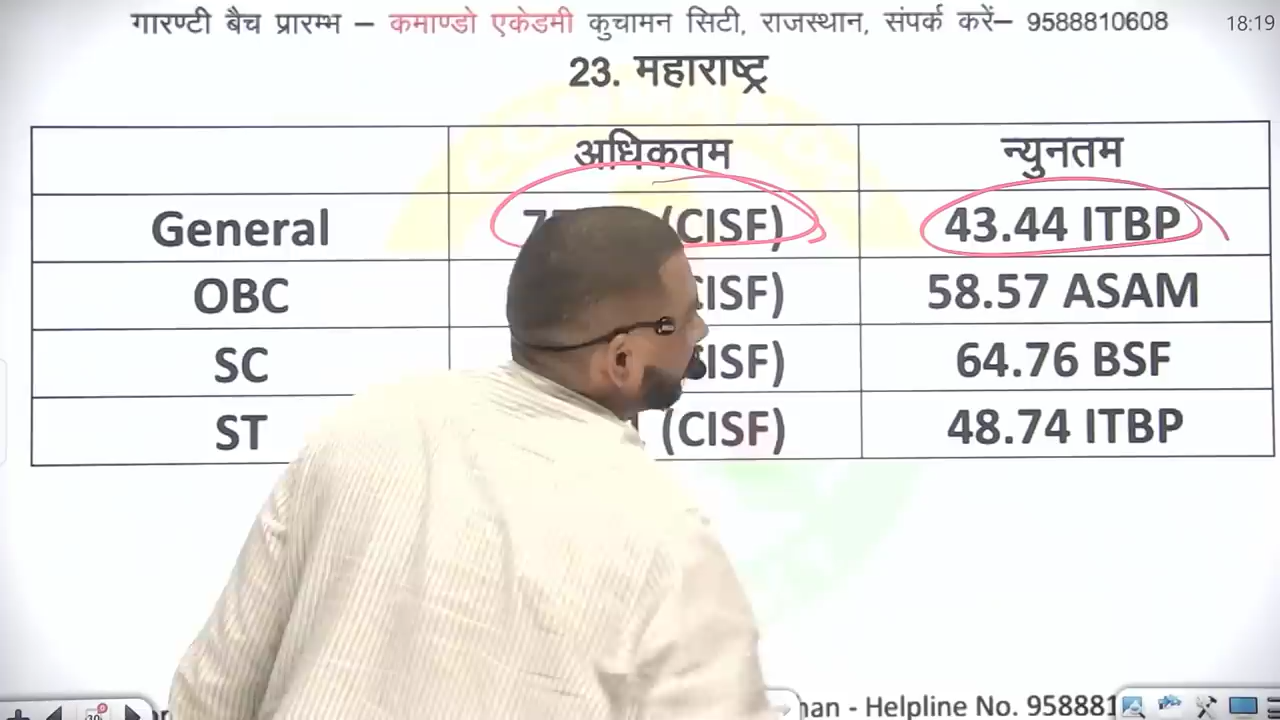 गारण्टी बैच प्रारम्भ – कमाण्डो एकेडमी कुचामन सिटी, राजस्थान, संपर्क करें– 9588810608
18:19
23. महाराष्ट्र
अधिकतम न्युनतम
General (CISF) 43.44 ITBP
OBC 58.57 ASAM
SC 64.76 BSF
ST (CISF) 48.74 ITBP
- Helpline No. 958881